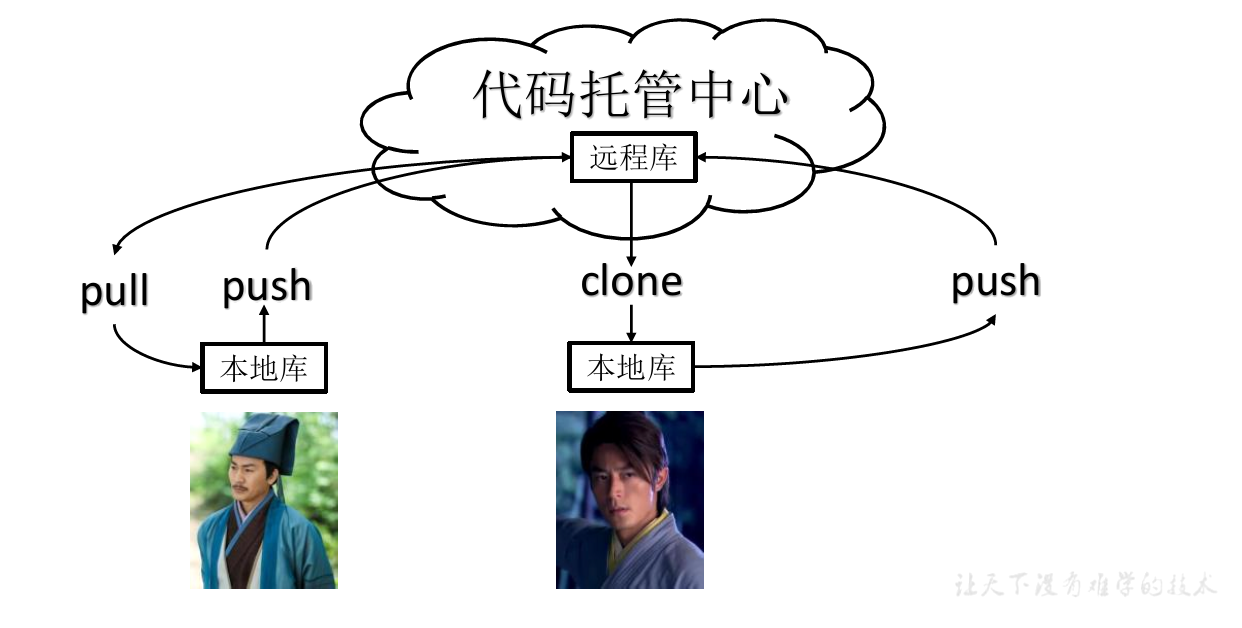 代码托管中心
远程库
pull
push
clone
push
本地库
本地库
让天下没有难学的技术